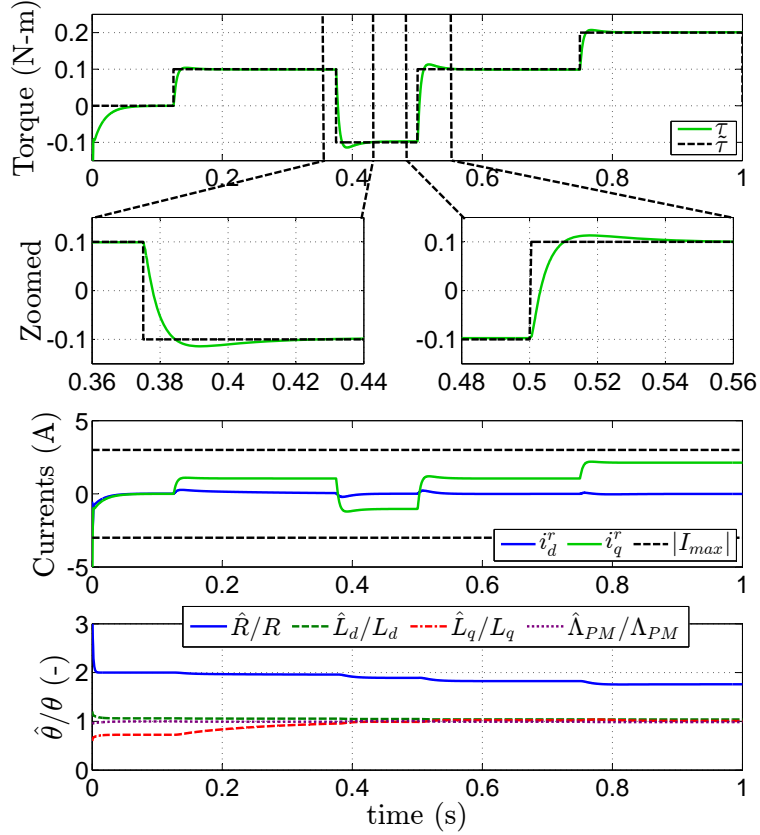 Torque (N-m)
0.2
0.1
0
-0.1
τ
τ̃
0 0.2 0.4 0.6 0.8 1
Zoomed
0.1
0
-0.1
0.36 0.38 0.4 0.42 0.44
0.1
0
-0.1
0.48 0.5 0.52 0.54 0.56
Currents (A)
5
0
-5
i_d^r i_q^r |I_max|
0 0.2 0.4 0.6 0.8 1
θ̂/θ (-)
3
2
1
0
R̂/R L̂_d/L_d L̂_q/L_q Λ̂_PM/Λ_PM
0 0.2 0.4 0.6 0.8 1
time (s)